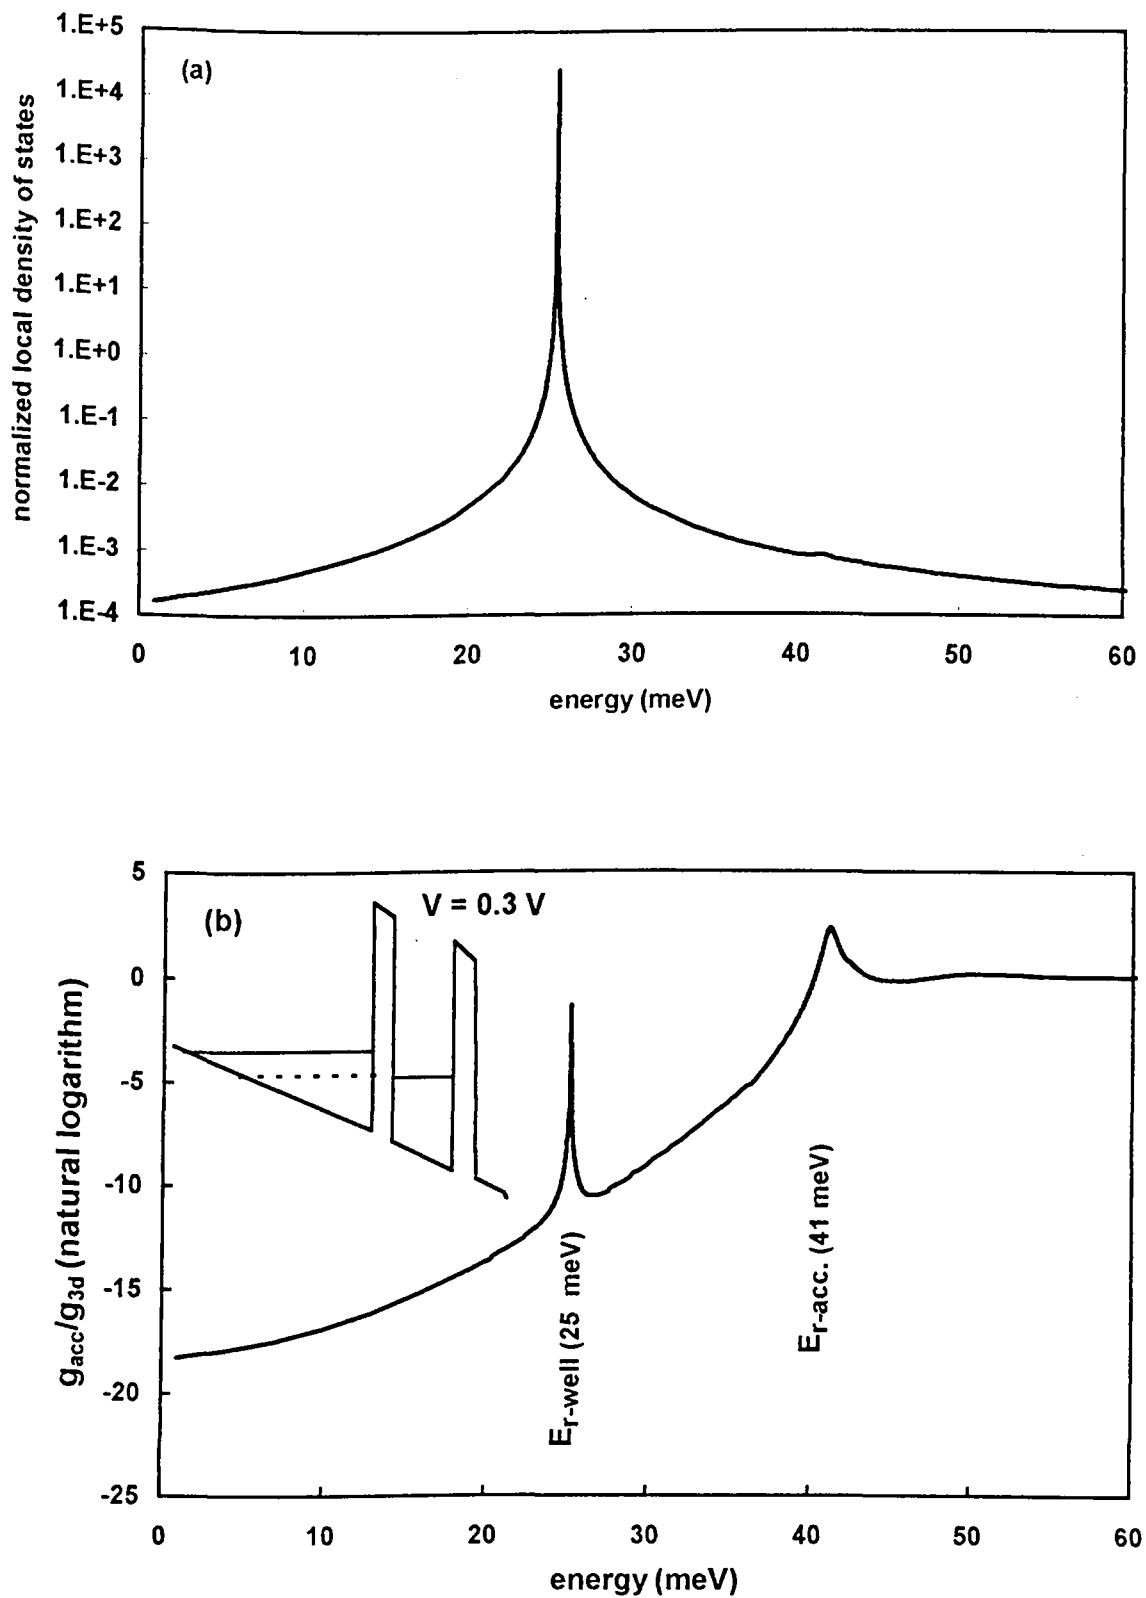 (a)
normalized local density of states
1.E+5
1.E+4
1.E+3
1.E+2
1.E+1
1.E+0
1.E-1
1.E-2
1.E-3
1.E-4
0 10 20 30 40 50 60
energy (meV)
(b)
V = 0.3 V
gacc/g3d (natural logarithm)
5
0
-5
-10
-15
-20
-25
Er-well (25 meV)
Er-acc. (41 meV)
0 10 20 30 40 50 60
energy (meV)